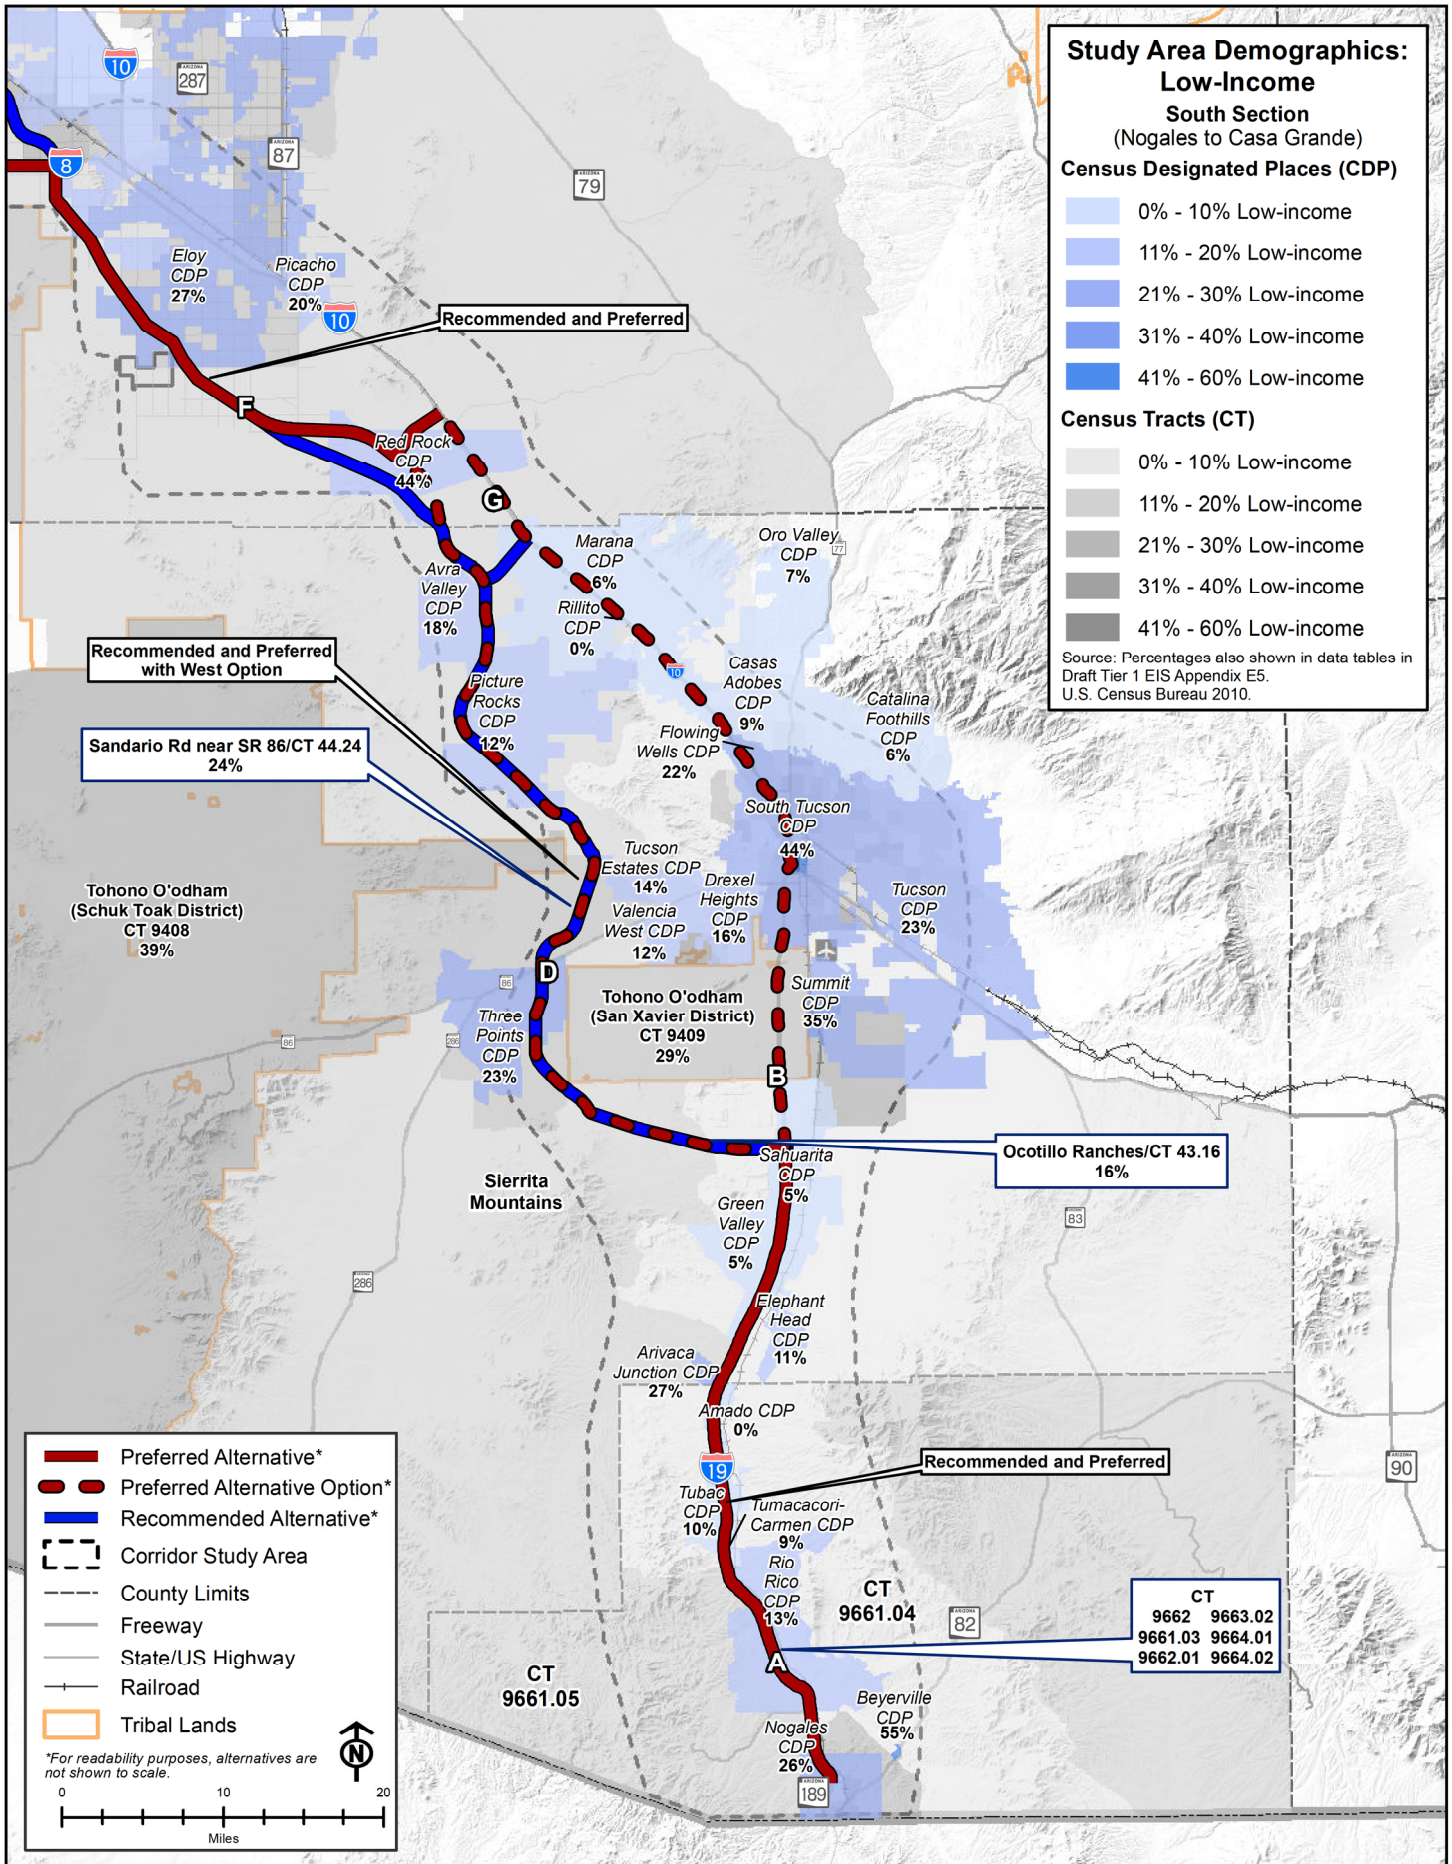 Study Area Demographics:
Low-Income
South Section
(Nogales to Casa Grande)
Census Designated Places (CDP)
0% - 10% Low-income
11% - 20% Low-income
21% - 30% Low-income
31% - 40% Low-income
41% - 60% Low-income
Census Tracts (CT)
0% - 10% Low-income
11% - 20% Low-income
21% - 30% Low-income
31% - 40% Low-income
41% - 60% Low-income
Source: Percentages also shown in data tables in
Draft Tier 1 EIS Appendix E5.
U.S. Census Bureau 2010.
10
ARIZONA
287
8
ARIZONA
87
ARIZONA
79
Eloy
CDP
27%
Picacho
CDP
20%
10
Recommended and Preferred
F
Red Rock
CDP
44%
G
Marana
CDP
6%
Oro Valley
CDP
7%
77
Avra
Valley
CDP
18%
Rillito
CDP
0%
Recommended and Preferred
with West Option
10
Casas
Adobes
CDP
9%
Picture
Rocks
CDP
12%
Catalina
Foothills
CDP
6%
Flowing
Wells CDP
22%
Sandario Rd near SR 86/CT 44.24
24%
South Tucson
CDP
44%
Tucson
Estates CDP
14%
Drexel
Heights
CDP
16%
Tohono O'odham
(Schuk Toak District)
CT 9408
39%
Tucson
CDP
23%
Valencia
West CDP
12%
D
86
Summit
CDP
35%
Tohono O'odham
(San Xavier District)
CT 9409
29%
Three
Points
CDP
23%
86
286
B
Ocotillo Ranches/CT 43.16
16%
Sahuarita
CDP
5%
Sierrita
Mountains
Green
Valley
CDP
5%
ARIZONA
83
ARIZONA
286
Elephant
Head
CDP
11%
Arivaca
Junction CDP
27%
Amado CDP
0%
19
Recommended and Preferred
ARIZONA
90
Tubac
CDP
10%
Tumacacori-
Carmen CDP
9%
Rio
Rico
CDP
13%
CT
9661.04
ARIZONA
82
CT
9662 9663.02
9661.03 9664.01
9662.01 9664.02
A
CT
9661.05
Beyerville
CDP
55%
Nogales
CDP
26%
ARIZONA
189
Preferred Alternative*
Preferred Alternative Option*
Recommended Alternative*
Corridor Study Area
County Limits
Freeway
State/US Highway
Railroad
Tribal Lands
*For readability purposes, alternatives are
not shown to scale.
N
0 10 20
Miles